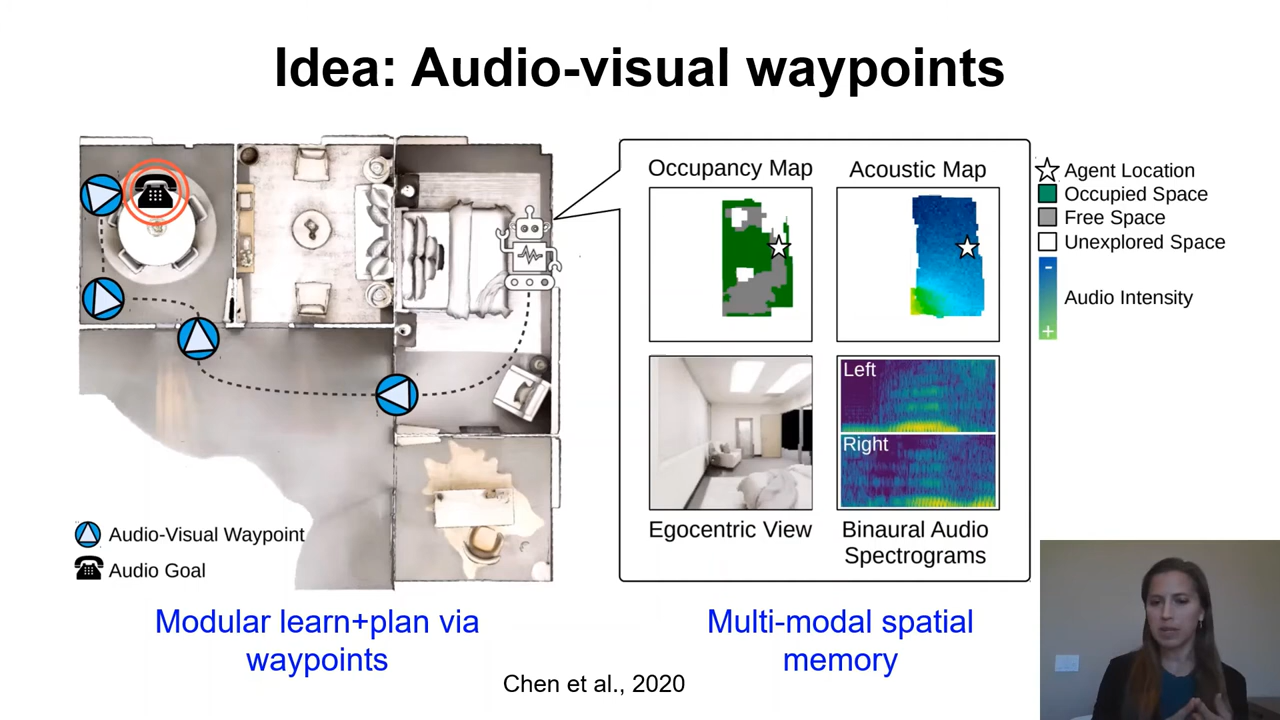 Idea: Audio-visual waypoints
Audio-Visual Waypoint
Audio Goal
Occupancy Map
Acoustic Map
Left
Right
Egocentric View
Binaural Audio
Spectrograms
Agent Location
Occupied Space
Free Space
Unexplored Space
-
Audio Intensity
+
Modular learn+plan via
waypoints
Multi-modal spatial
memory
Chen et al., 2020